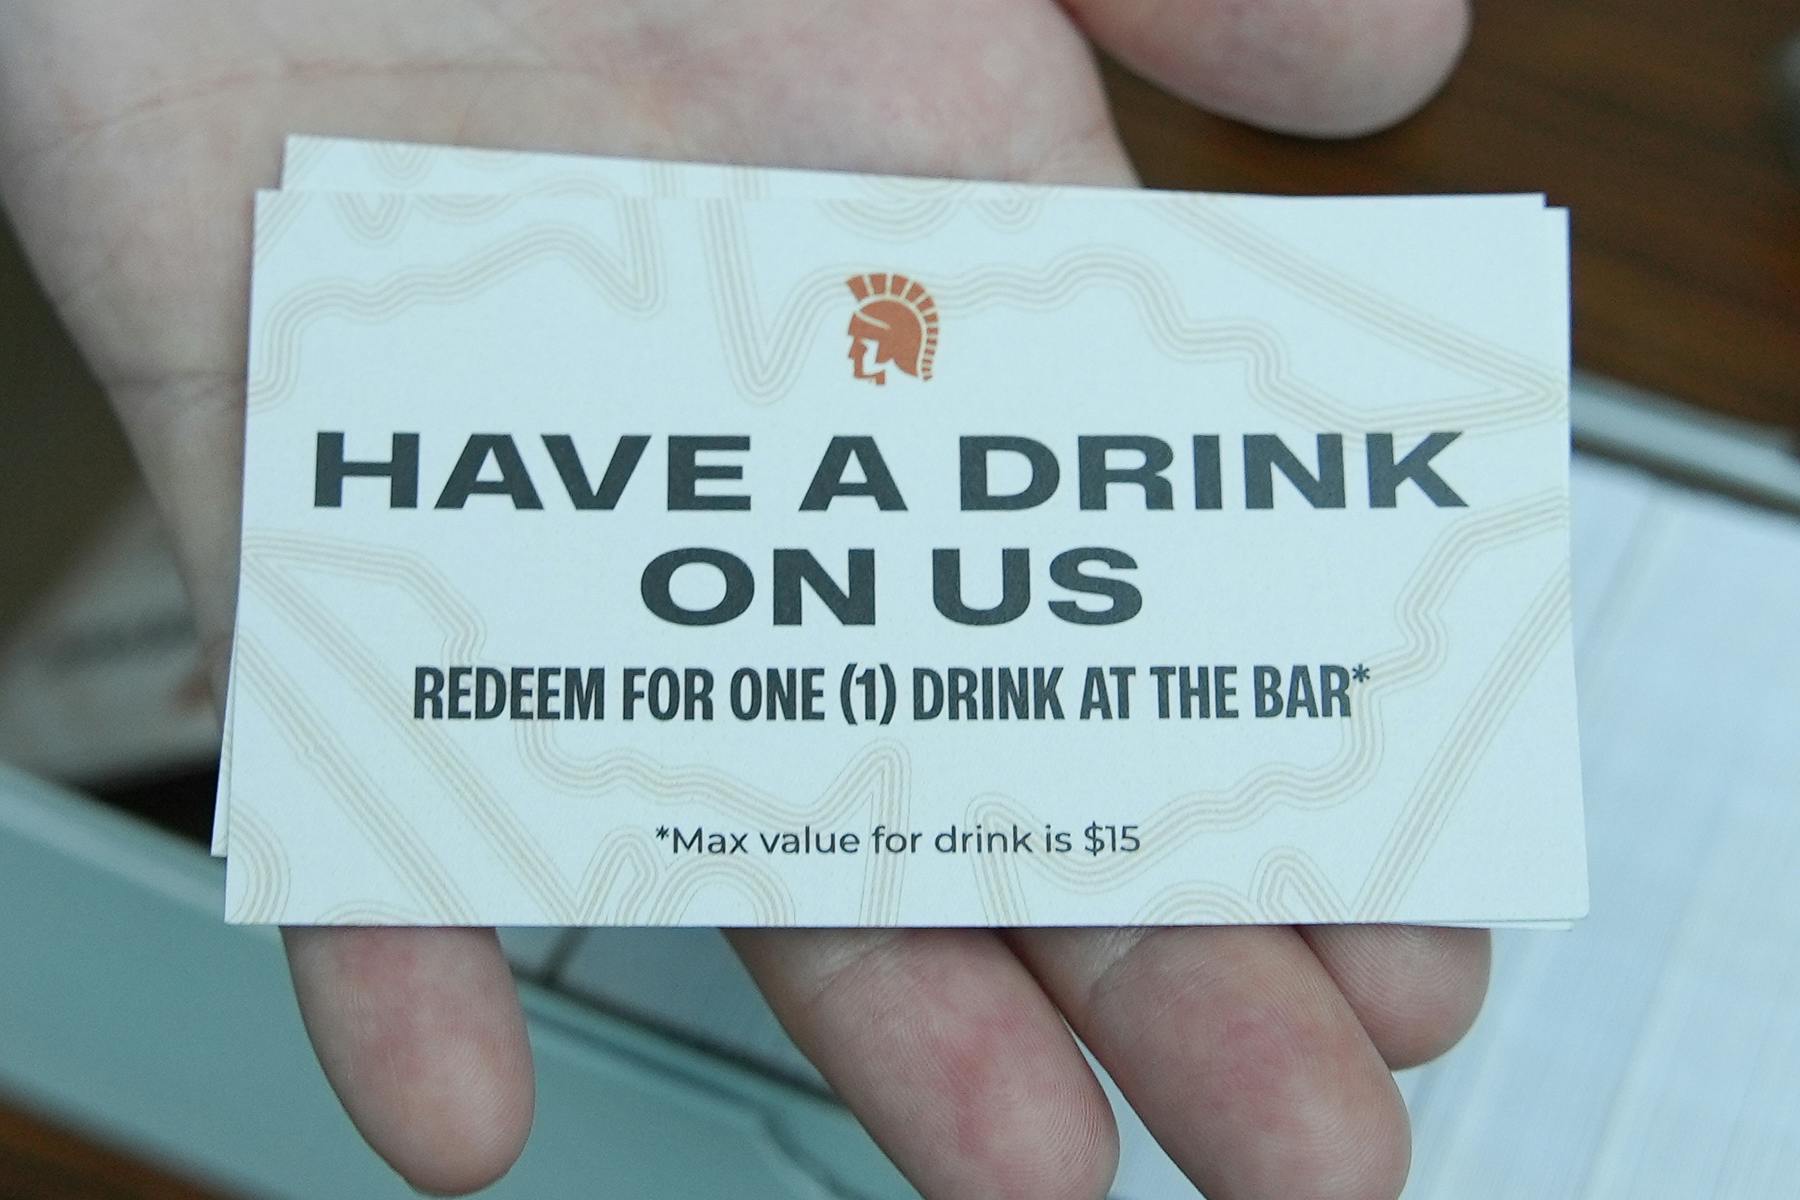 HAVE A DRINK
ON US
REDEEM FOR ONE (1) DRINK AT THE BAR*
*Max value for drink is $15